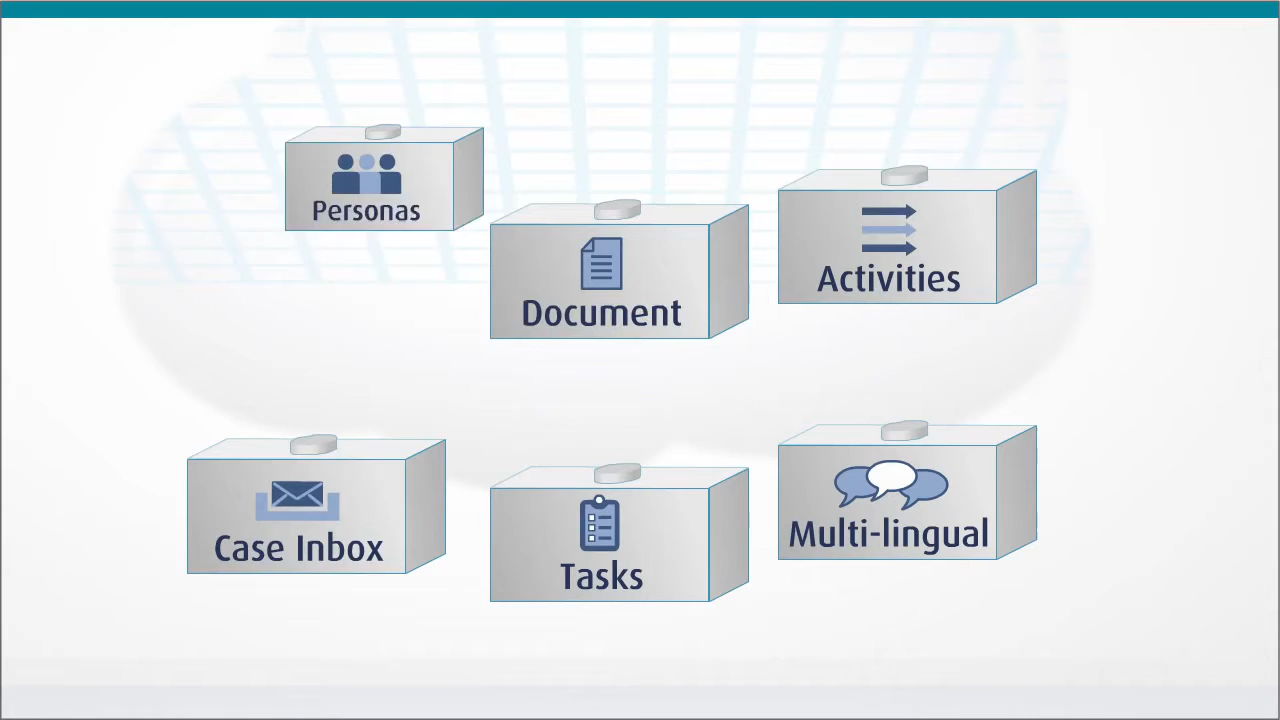 Personas
Document
Activities
Case Inbox
Tasks
Multi-lingual